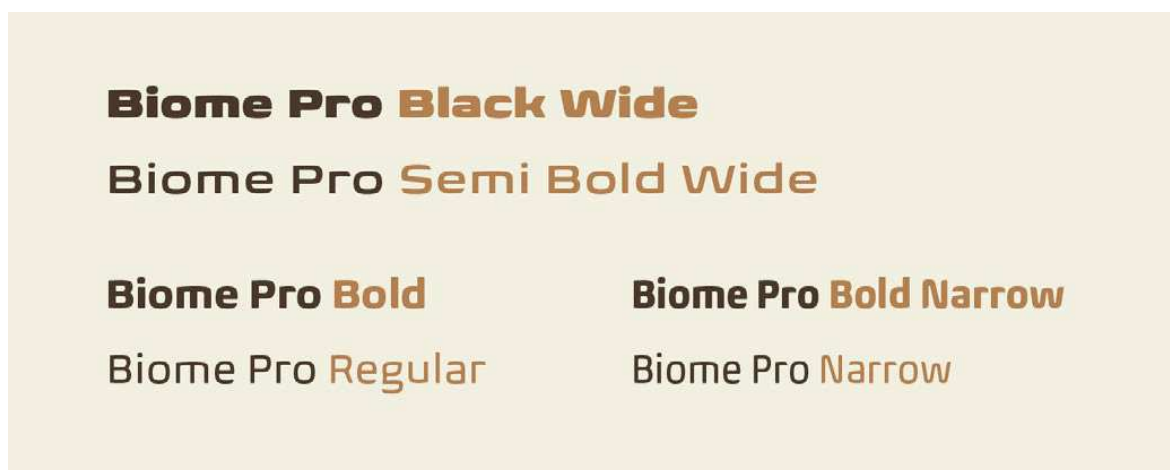 Biome Pro Black Wide
Biome Pro Semi Bold Wide
Biome Pro Bold
Biome Pro Regular
Biome Pro Bold Narrow
Biome Pro Narrow